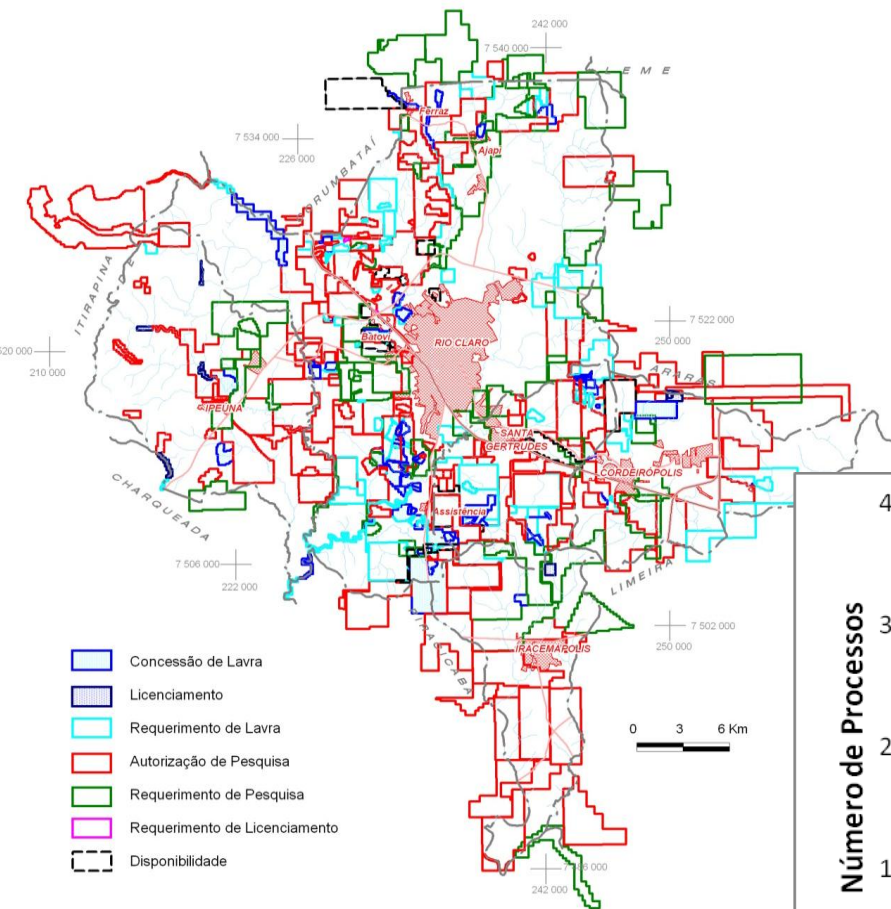 242 000
7 540 000
LEME
Ferraz
7 534 000
226 000
CORUMBATAÍ
Ajapi
ITIRAPINA
DE
7 522 000
250 000
Batovi
RIO CLARO
520 000
210 000
ARARAS
IPEUNA
SANTA
GERTRUDES
CORDEIRÓPOLIS
CHARQUEADA
Assistência
4
7 506 000
222 000
LIMEIRA
3
7 502 000
250 000
PIRACICABA
IRACEMÁPOLIS
Concessão de Lavra
Licenciamento
Requerimento de Lavra
0 3 6 Km
Autorização de Pesquisa
Requerimento de Pesquisa
Requerimento de Licenciamento
Disponibilidade
2
Número de Processos
1
242 000